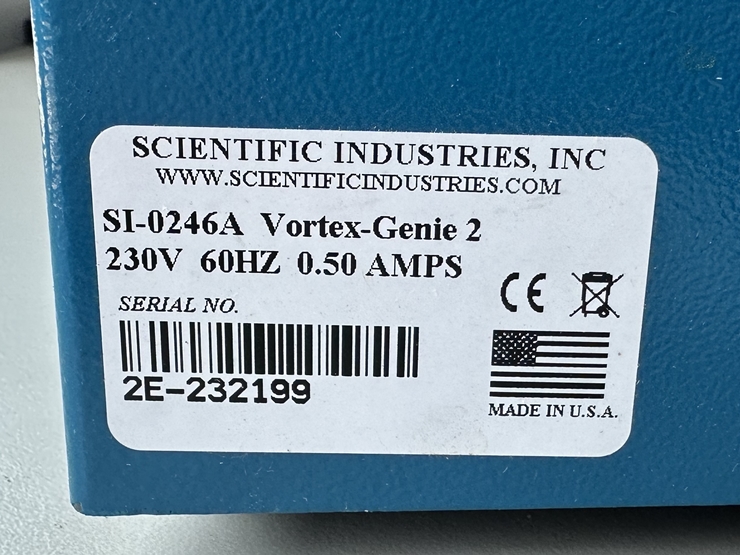 SCIENTIFIC INDUSTRIES, INC
WWW.SCIENTIFICINDUSTRIES.COM
SI-0246A Vortex-Genie 2
230V 60HZ 0.50 AMPS
CE
SERIAL NO.
2E-232199
MADE IN U.S.A.